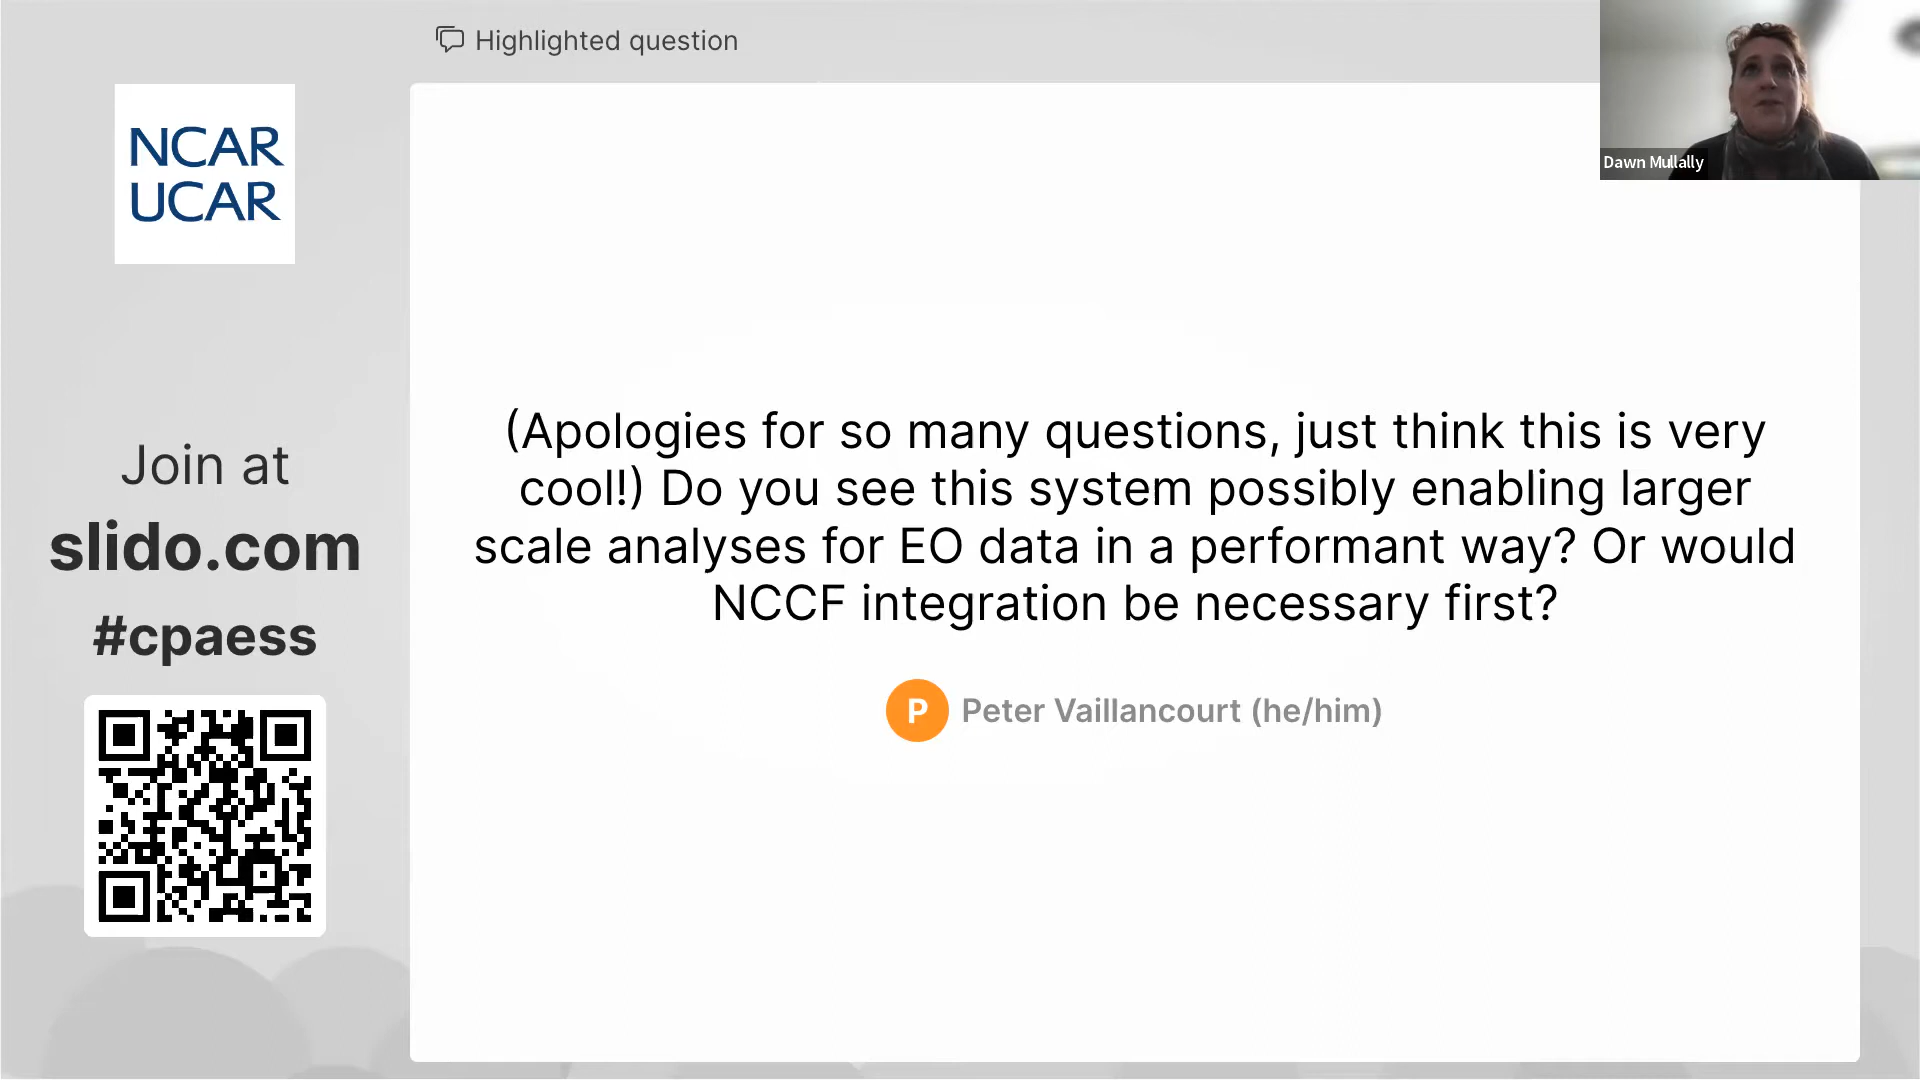 Highlighted question
NCAR
UCAR
Join at
slido.com
#cpaess
(Apologies for so many questions, just think this is very
cool!) Do you see this system possibly enabling larger
scale analyses for EO data in a performant way? Or would
NCCF integration be necessary first?
P
Peter Vaillancourt (he/him)
Dawn Mullally